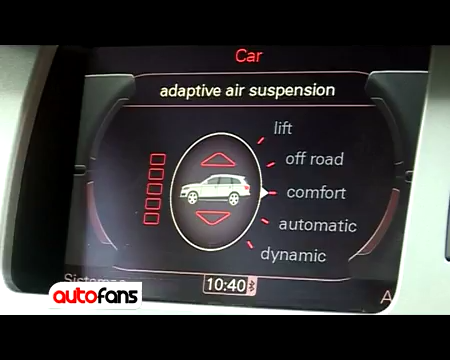 Car
adaptive air suspension
lift
off road
comfort
automatic
dynamic
10:40
autofans